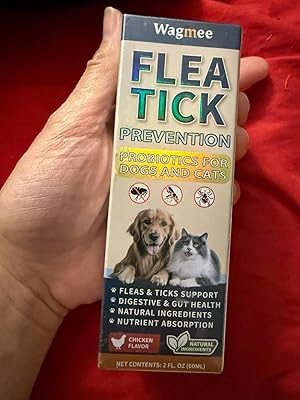 Wagmee
FLEA
TICK
PREVENTION
PROBIOTICS FOR
DOGS AND CATS
FLEAS & TICKS SUPPORT
DIGESTIVE & GUT HEALTH
NATURAL INGREDIENTS
NUTRIENT ABSORPTION
CHICKEN
FLAVOR
NATURAL
INGREDIENTS
NET CONTENTS: 2 FL. OZ (60ML)